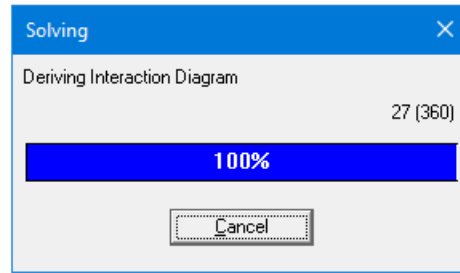 Solving
Deriving Interaction Diagram
27 (360)
100%
Cancel